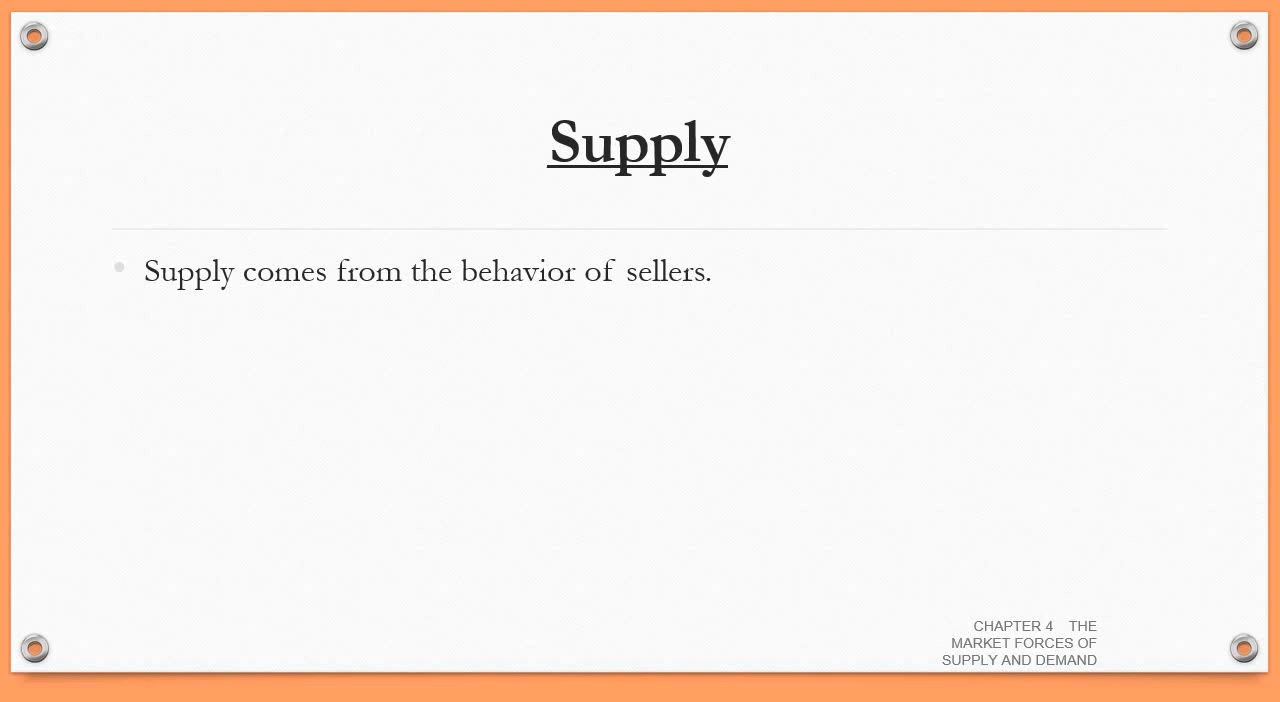 Supply
Supply comes from the behavior of sellers.
CHAPTER 4 THE
MARKET FORCES OF
SUPPLY AND DEMAND